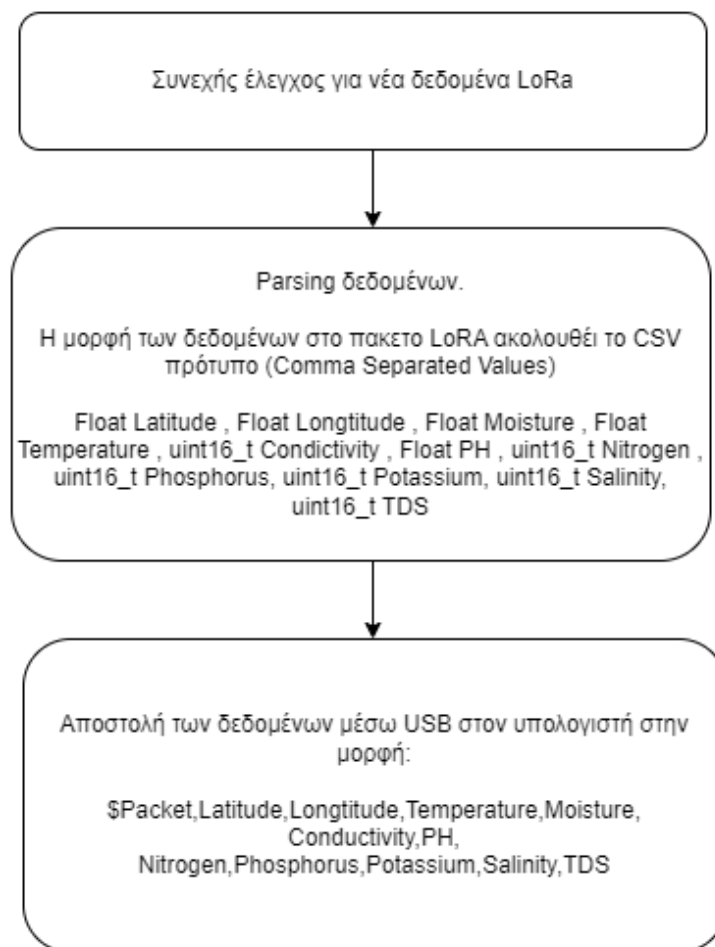 Συνεχής έλεγχος για νέα δεδομένα LoRa
Parsing δεδομένων.
Η μορφή των δεδομένων στο πακετο LoRA ακολουθέι το CSV
πρότυπο (Comma Separated Values)
Float Latitude , Float Longtitude , Float Moisture , Float
Temperature , uint16_t Condictivity , Float PH , uint16_t Nitrogen ,
uint16_t Phosphorus, uint16_t Potassium, uint16_t Salinity,
uint16_t TDS
Αποστολή των δεδομένων μέσω USB στον υπολογιστή στην
μορφή:
$Packet,Latitude,Longtitude,Temperature,Moisture,
Conductivity,PH,
Nitrogen,Phosphorus,Potassium,Salinity,TDS